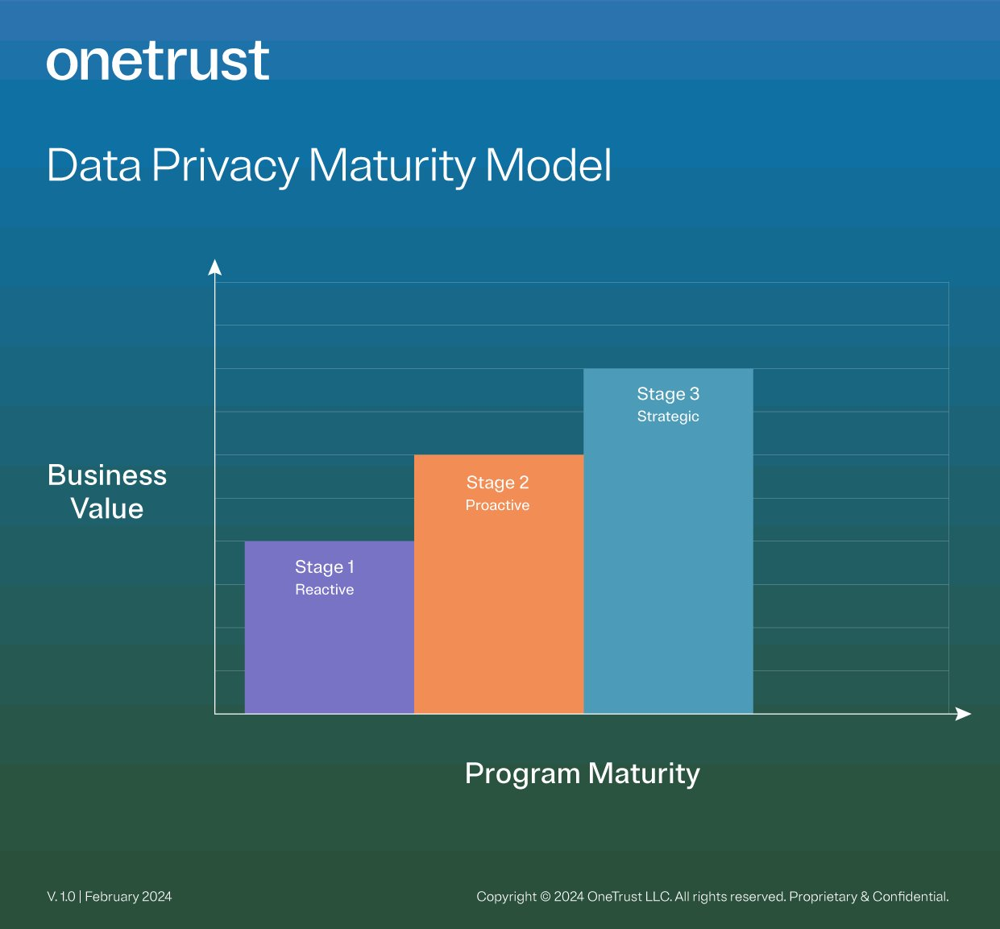 onetrust
Data Privacy Maturity Model
Business
Value
Stage 1
Reactive
Stage 2
Proactive
Stage 3
Strategic
Program Maturity
V. 1.0 | February 2024
Copyright © 2024 OneTrust LLC. All rights reserved. Proprietary & Confidential.